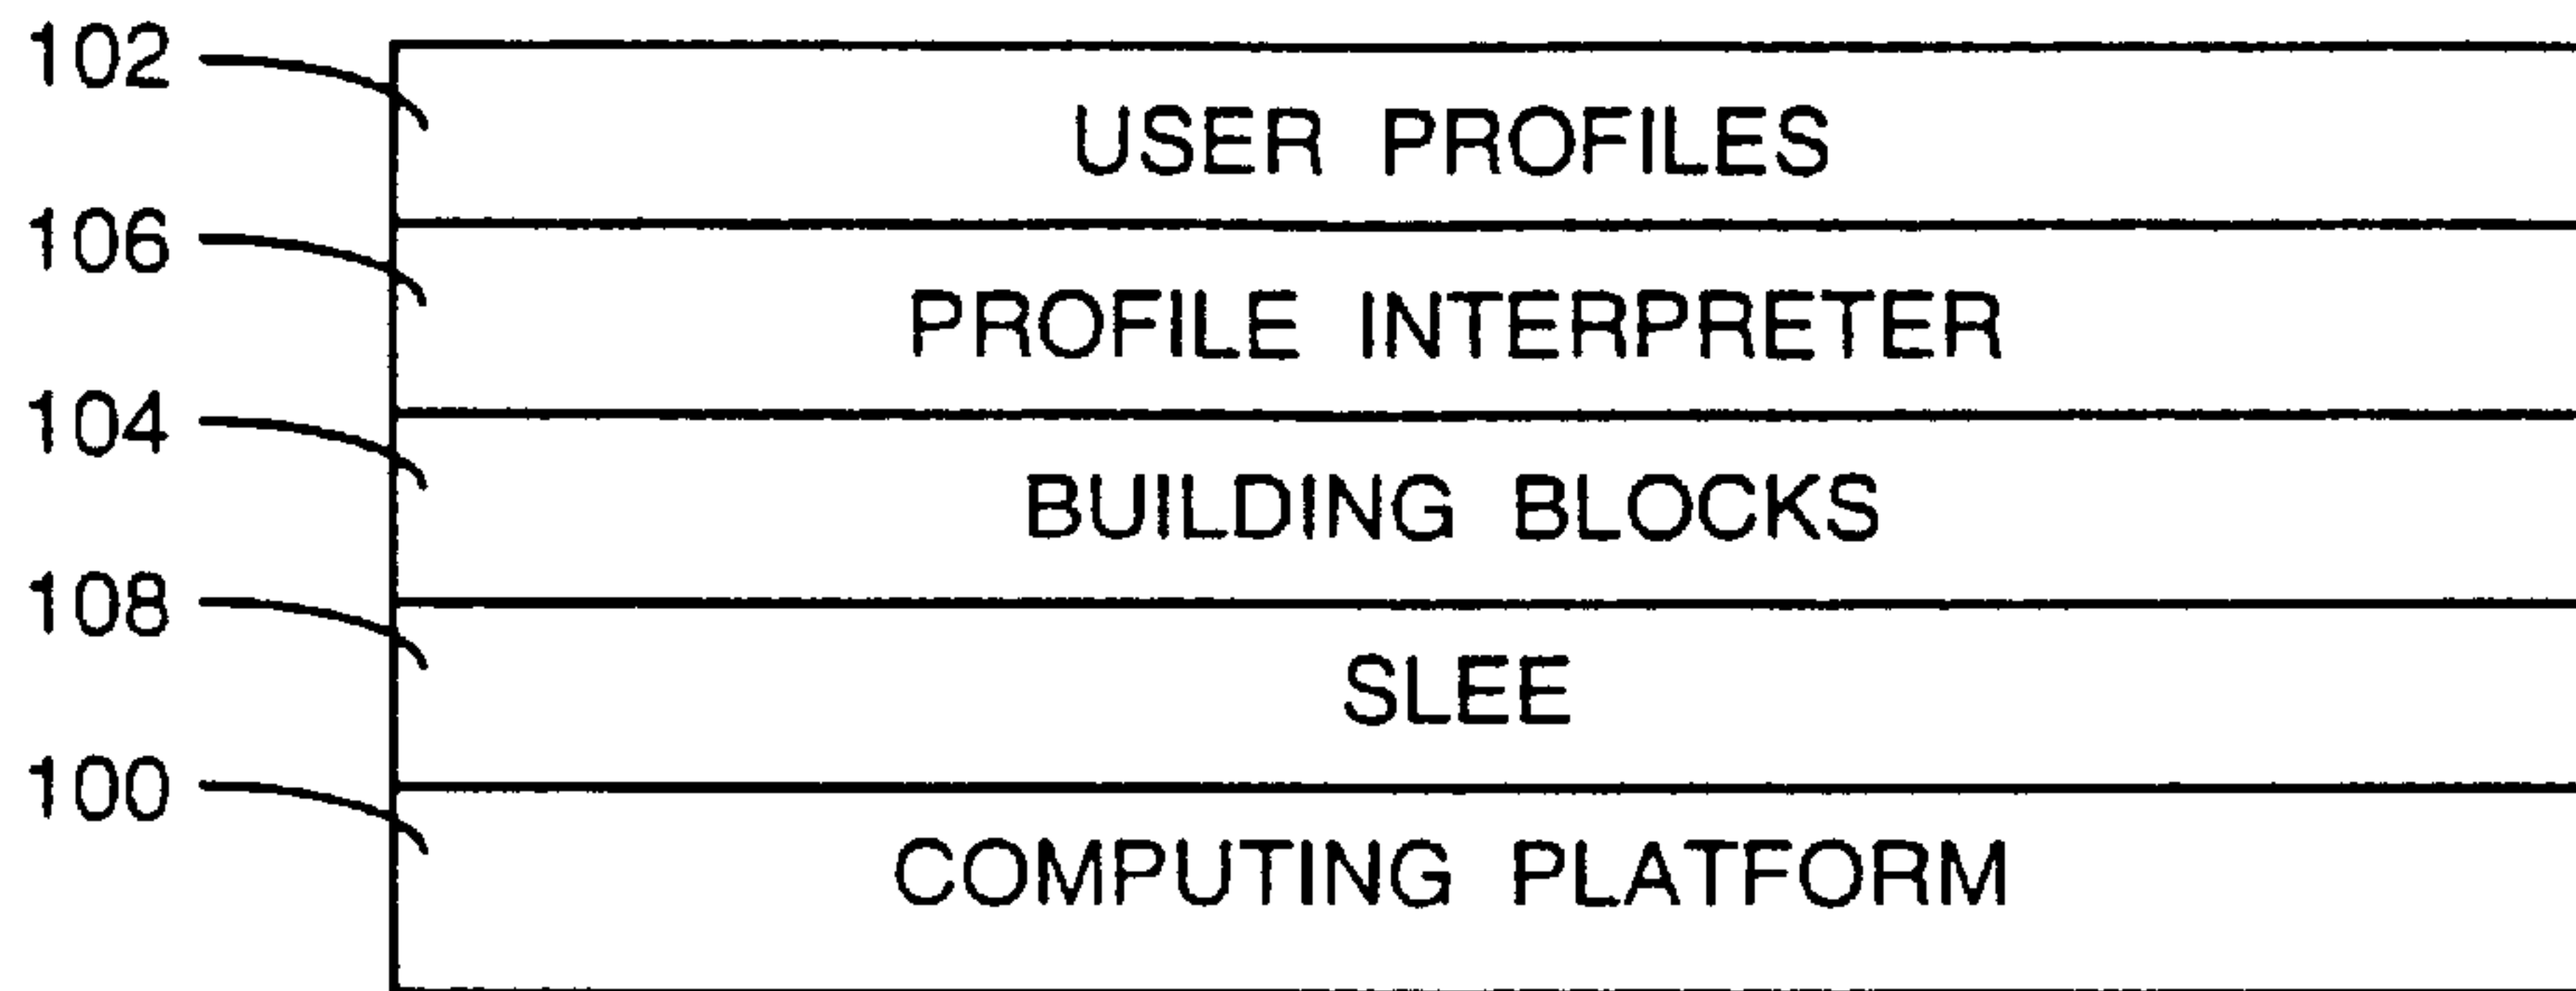 102
USER PROFILES
106
PROFILE INTERPRETER
104
BUILDING BLOCKS
108
SLEE
100
COMPUTING PLATFORM